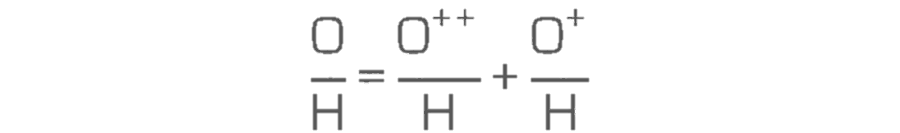 O/H = O⁺⁺/H + O⁺/H